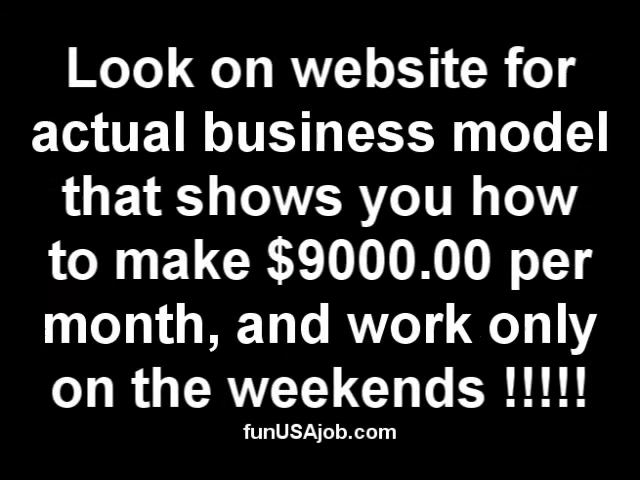 Look on website for
actual business model
that shows you how
to make $9000.00 per
month, and work only
on the weekends !!!!!
funUSAjob.com